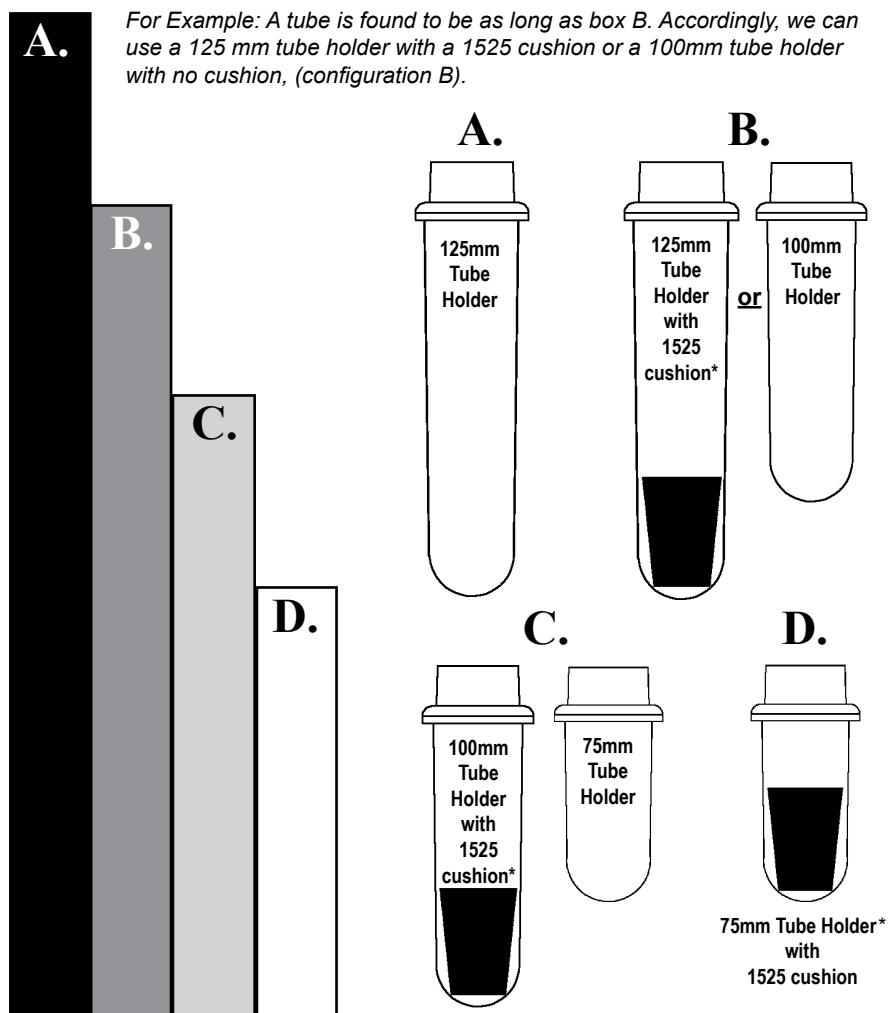 For Example: A tube is found to be as long as box B. Accordingly, we can
use a 125 mm tube holder with a 1525 cushion or a 100mm tube holder
with no cushion, (configuration B).
A.
B.
C.
D.
A.
125mm
Tube
Holder
B.
125mm
Tube
Holder
with
1525
cushion*
or
100mm
Tube
Holder
C.
100mm
Tube
Holder
with
1525
cushion*
75mm
Tube
Holder
D.
75mm Tube Holder*
with
1525 cushion